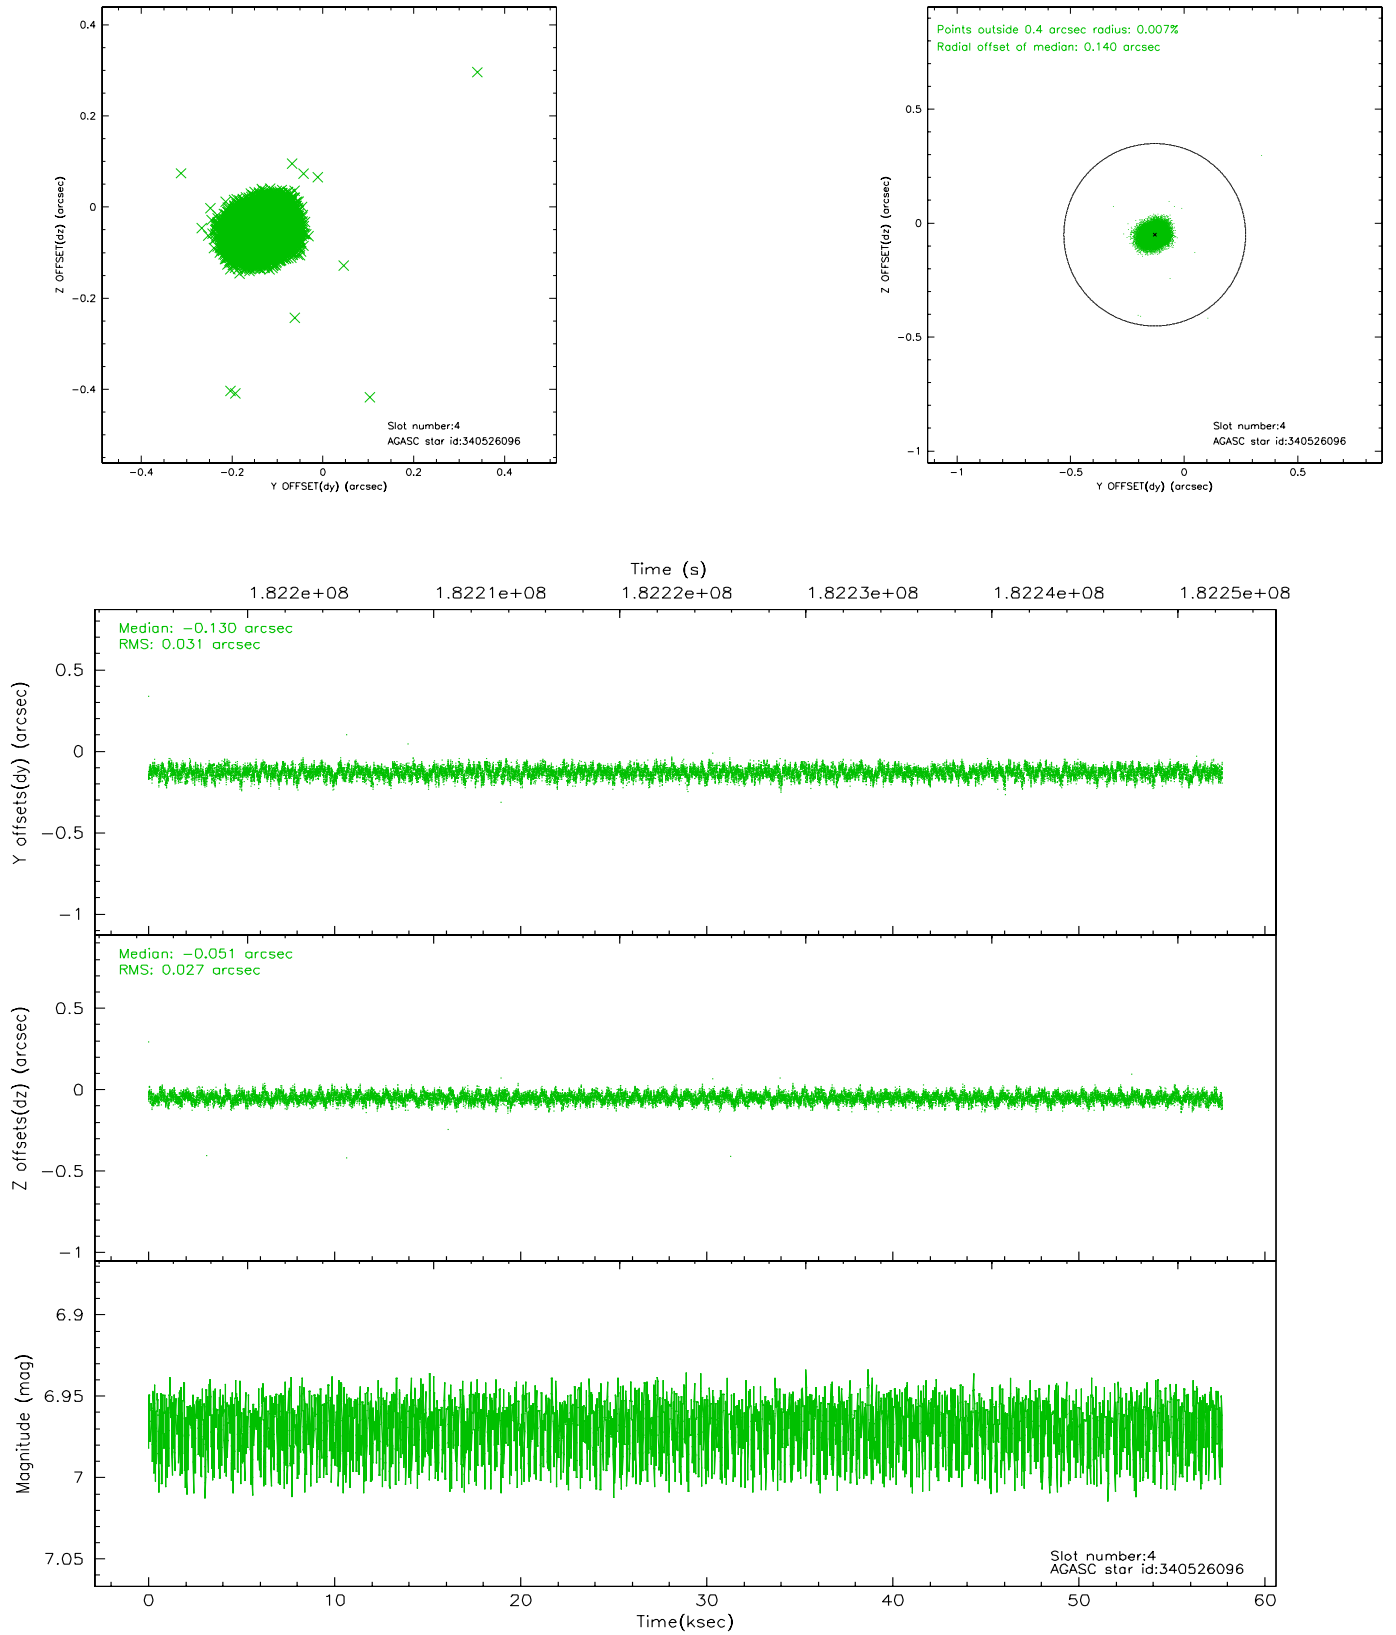 0.4
0.2
0
−0.2
−0.4
Z OFFSET(dz) (arcsec)
Slot number:4
AGASC star id:340526096
−0.4
−0.2
0
0.2
0.4
Y OFFSET(dy) (arcsec)
Points outside 0.4 arcsec radius: 0.007%
Radial offset of median: 0.140 arcsec
0.5
0
−0.5
−1
Z OFFSET(dz) (arcsec)
Slot number:4
AGASC star id:340526096
−1
−0.5
0
0.5
Y OFFSET(dy) (arcsec)
Time (s)
1.822e+08
1.8221e+08
1.8222e+08
1.8223e+08
1.8224e+08
1.8225e+08
Median: −0.130 arcsec
RMS: 0.031 arcsec
0.5
0
−0.5
−1
Y offsets(dy) (arcsec)
Median: −0.051 arcsec
RMS: 0.027 arcsec
0.5
0
−0.5
−1
Z offsets(dz) (arcsec)
6.9
6.95
7
7.05
Magnitude (mag)
Slot number:4
AGASC star id:340526096
0
10
20
30
40
50
60
Time(ksec)